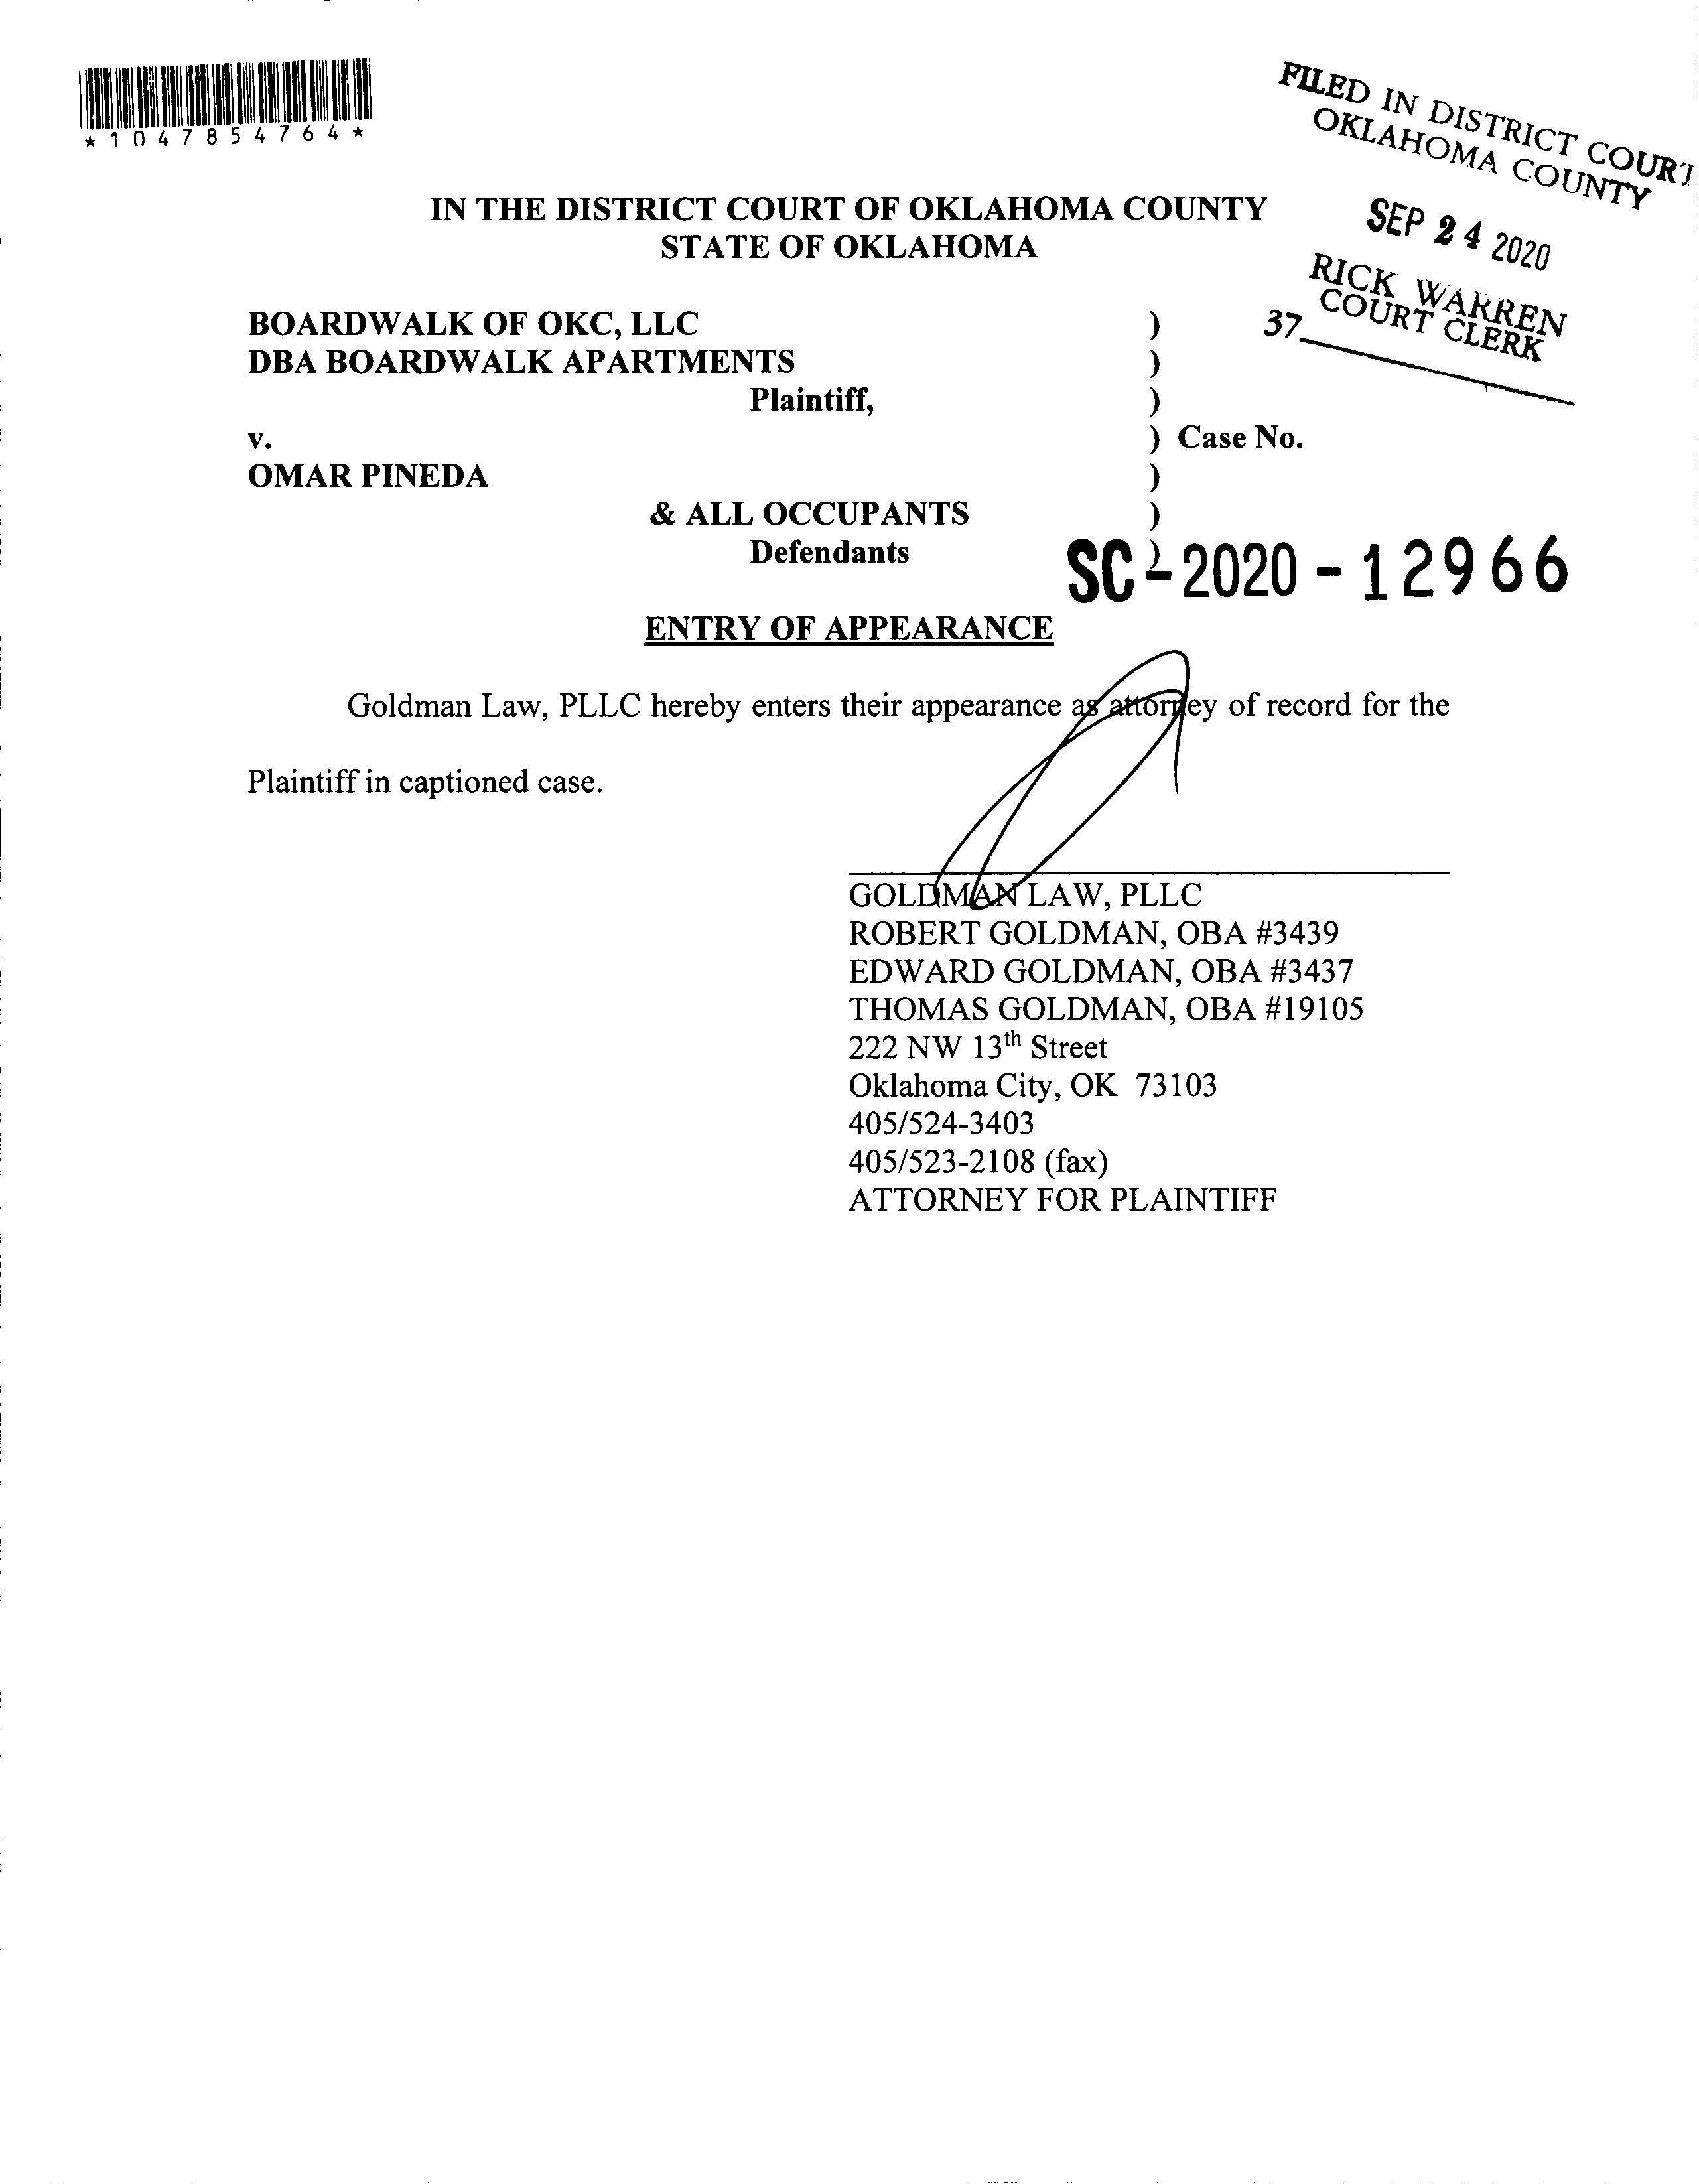 *1047854764*
FILED IN DISTRICT COURT
OKLAHOMA COUNTY
SEP 24 2020
RICK WARREN
COURT CLERK
37
IN THE DISTRICT COURT OF OKLAHOMA COUNTY
STATE OF OKLAHOMA
BOARDWALK OF OKC, LLC )
DBA BOARDWALK APARTMENTS )
Plaintiff, )
v. ) Case No.
OMAR PINEDA )
& ALL OCCUPANTS )
Defendants )
SC-2020-12966
ENTRY OF APPEARANCE
Goldman Law, PLLC hereby enters their appearance as attorney of record for the
Plaintiff in captioned case.
GOLDMAN LAW, PLLC
ROBERT GOLDMAN, OBA #3439
EDWARD GOLDMAN, OBA #3437
THOMAS GOLDMAN, OBA #19105
222 NW 13th Street
Oklahoma City, OK 73103
405/524-3403
405/523-2108 (fax)
ATTORNEY FOR PLAINTIFF